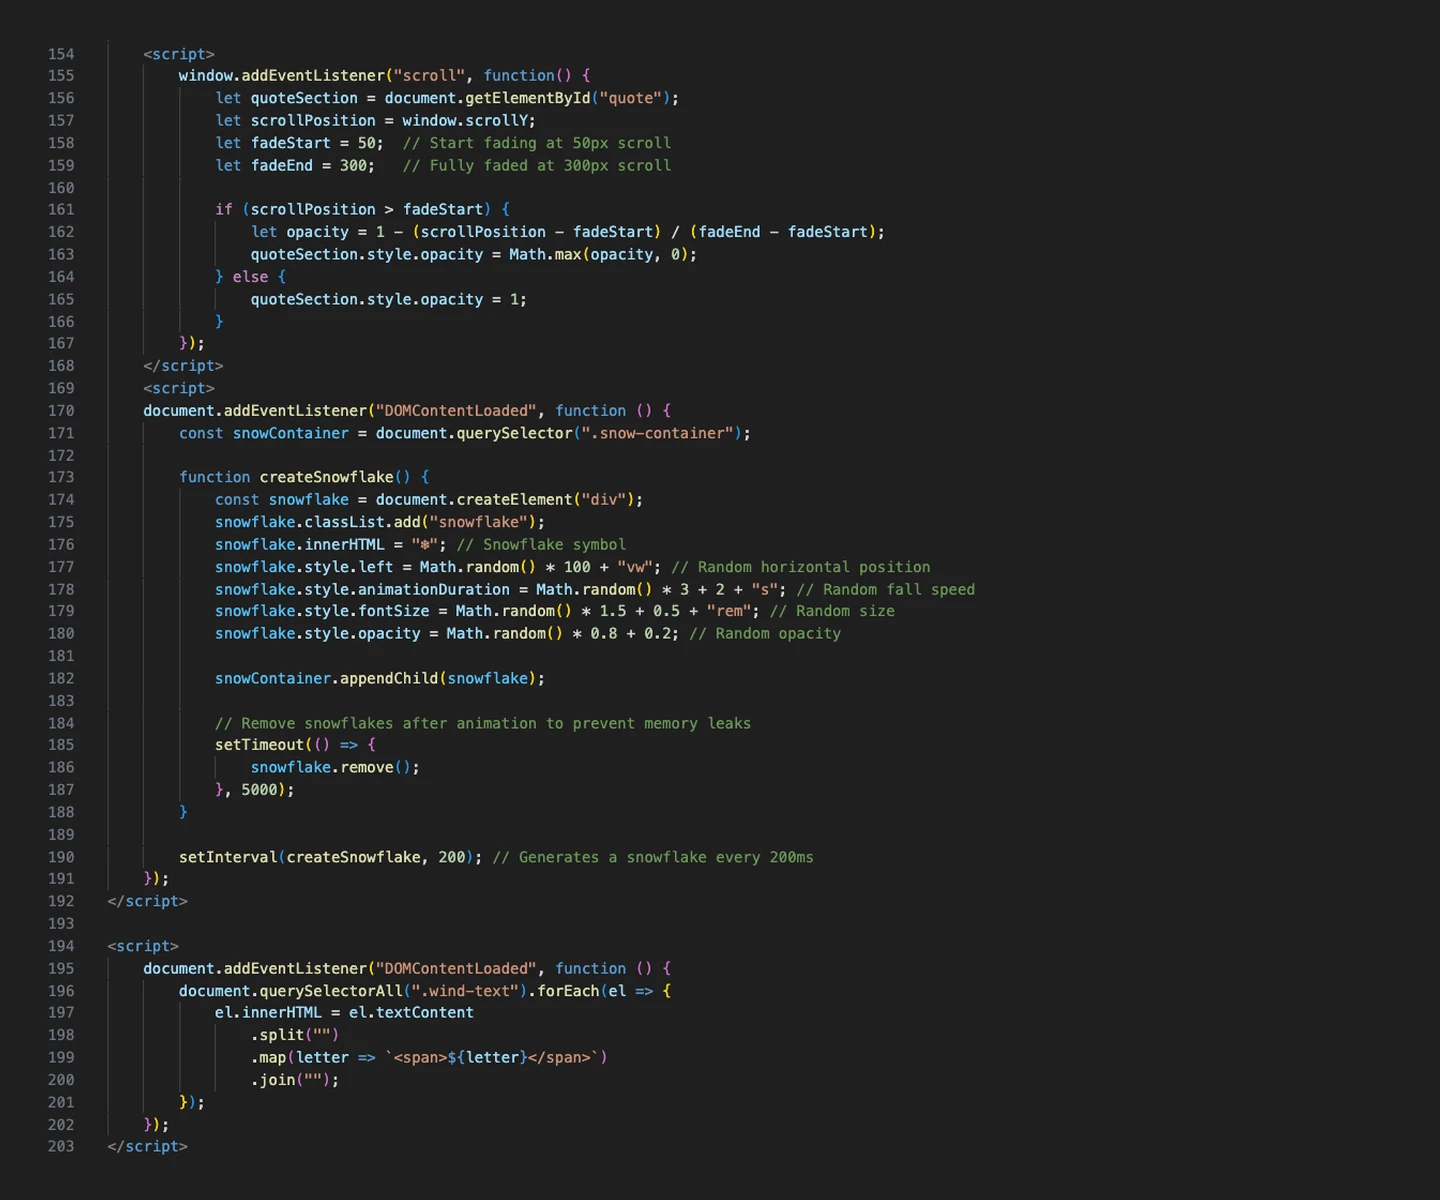 154 <script>
155 window.addEventListener("scroll", function() {
156 let quoteSection = document.getElementById("quote");
157 let scrollPosition = window.scrollY;
158 let fadeStart = 50;  // Start fading at 50px scroll
159 let fadeEnd = 300;   // Fully faded at 300px scroll
160
161 if (scrollPosition > fadeStart) {
162 let opacity = 1 - (scrollPosition - fadeStart) / (fadeEnd - fadeStart);
163 quoteSection.style.opacity = Math.max(opacity, 0);
164 } else {
165 quoteSection.style.opacity = 1;
166 }
167 });
168 </script>
169 <script>
170 document.addEventListener("DOMContentLoaded", function () {
171 const snowContainer = document.querySelector(".snow-container");
172
173 function createSnowflake() {
174 const snowflake = document.createElement("div");
175 snowflake.classList.add("snowflake");
176 snowflake.innerHTML = "❄"; // Snowflake symbol
177 snowflake.style.left = Math.random() * 100 + "vw"; // Random horizontal position
178 snowflake.style.animationDuration = Math.random() * 3 + 2 + "s"; // Random fall speed
179 snowflake.style.fontSize = Math.random() * 1.5 + 0.5 + "rem"; // Random size
180 snowflake.style.opacity = Math.random() * 0.8 + 0.2; // Random opacity
181
182 snowContainer.appendChild(snowflake);
183
184 // Remove snowflakes after animation to prevent memory leaks
185 setTimeout(() => {
186 snowflake.remove();
187 }, 5000);
188 }
189
190 setInterval(createSnowflake, 200); // Generates a snowflake every 200ms
191 });
192 </script>
193
194 <script>
195 document.addEventListener("DOMContentLoaded", function () {
196 document.querySelectorAll(".wind-text").forEach(el => {
197 el.innerHTML = el.textContent
198 .split("")
199 .map(letter => `<span>${letter}</span>`)
200 .join("");
201 });
202 });
203 </script>